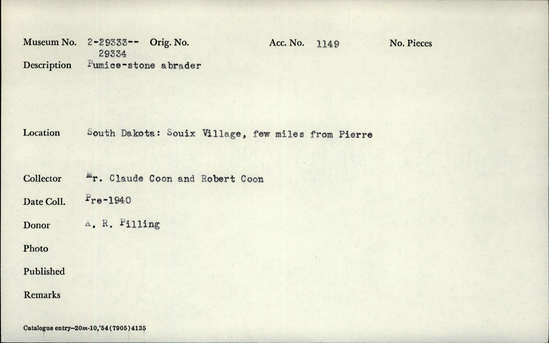 Museum No. 2-29333-- Orig. No. Acc. No. 1149 No. Pieces
29334
Description Pumice-stone abrader
Location South Dakota: Souix Village, few miles from Pierre
Collector Mr. Claude Coon and Robert Coon
Date Coll. Pre-1940
Donor A. R. Pilling
Photo
Published
Remarks
Catalogue entry—20m-10,'54 (7905) 4135